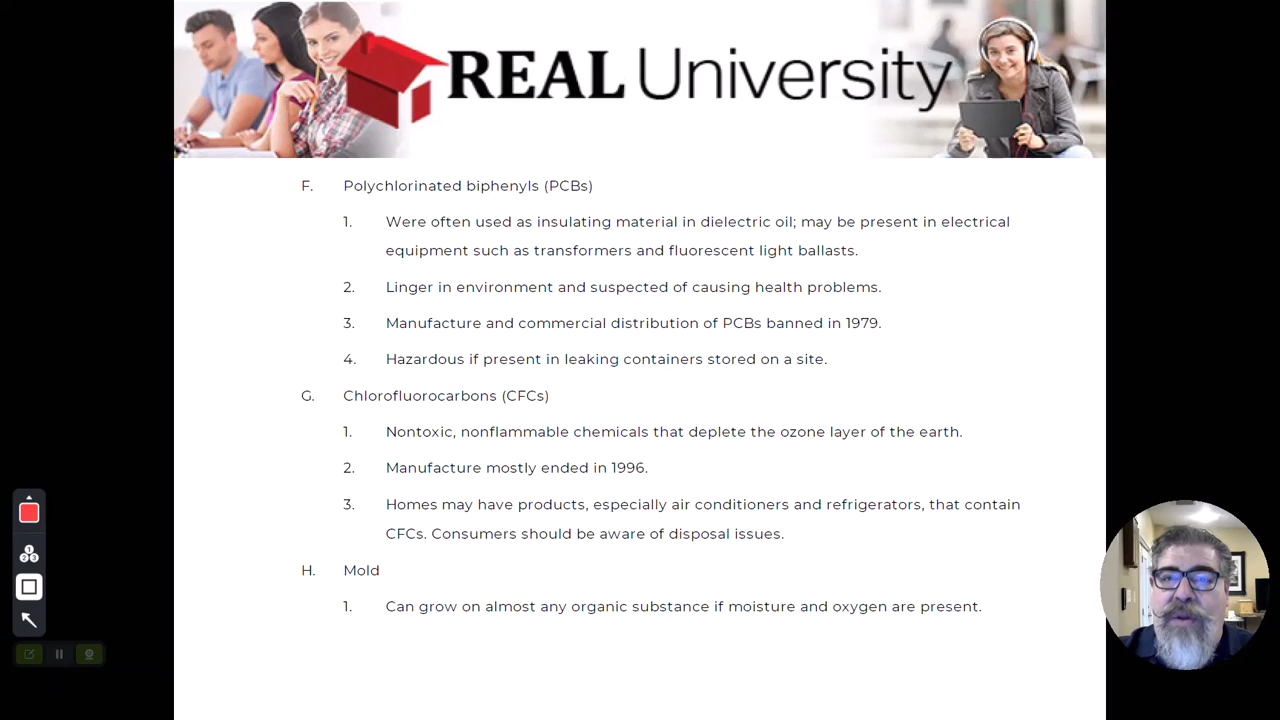 REAL University
F. Polychlorinated biphenyls (PCBs)
1. Were often used as insulating material in dielectric oil; may be present in electrical
equipment such as transformers and fluorescent light ballasts.
2. Linger in environment and suspected of causing health problems.
3. Manufacture and commercial distribution of PCBs banned in 1979.
4. Hazardous if present in leaking containers stored on a site.
G. Chlorofluorocarbons (CFCs)
1. Nontoxic, nonflammable chemicals that deplete the ozone layer of the earth.
2. Manufacture mostly ended in 1996.
3. Homes may have products, especially air conditioners and refrigerators, that contain
CFCs. Consumers should be aware of disposal issues.
H. Mold
1. Can grow on almost any organic substance if moisture and oxygen are present.